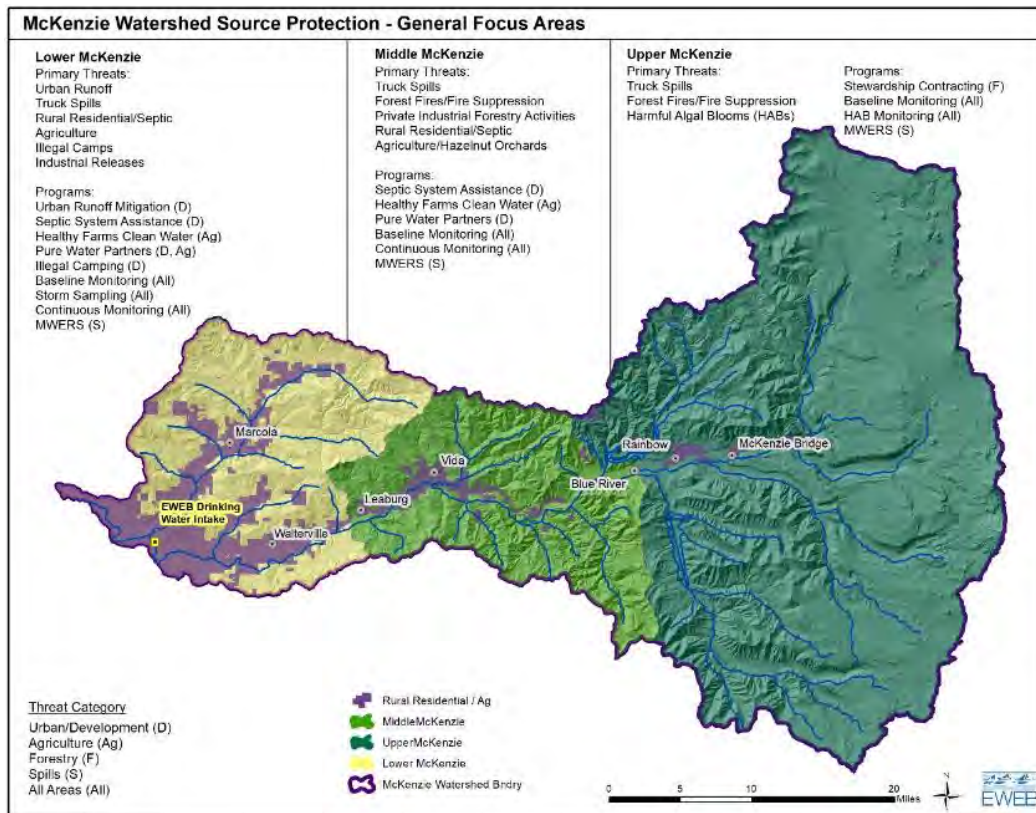 McKenzie Watershed Source Protection - General Focus Areas
Lower McKenzie
Primary Threats:
Urban Runoff
Truck Spills
Rural Residential/Septic
Agriculture
Illegal Camps
Industrial Releases
Programs:
Urban Runoff Mitigation (D)
Septic System Assistance (D)
Healthy Farms Clean Water (Ag)
Pure Water Partners (D, Ag)
Illegal Camping (D)
Baseline Monitoring (All)
Storm Sampling (All)
Continuous Monitoring (All)
MWERS (S)
Middle McKenzie
Primary Threats:
Truck Spills
Forest Fires/Fire Suppression
Private Industrial Forestry Activities
Rural Residential/Septic
Agriculture/Hazelnut Orchards
Programs:
Septic System Assistance (D)
Healthy Farms Clean Water (Ag)
Pure Water Partners (D)
Baseline Monitoring (All)
Continuous Monitoring (All)
MWERS (S)
Upper McKenzie
Primary Threats:
Truck Spills
Forest Fires/Fire Suppression
Harmful Algal Blooms (HABs)
Programs:
Stewardship Contracting (F)
Baseline Monitoring (All)
HAB Monitoring (All)
MWERS (S)
Marcola
Vida
Rainbow
McKenzie Bridge
Blue River
Leaburg
EWEB Drinking
Water Intake
Walterville
Threat Category
Urban/Development (D)
Agriculture (Ag)
Forestry (F)
Spills (S)
All Areas (All)
Rural Residential / Ag
MiddleMcKenzie
UpperMcKenzie
Lower McKenzie
McKenzie Watershed Bndry
0 5 10 20
Miles
N
EWEB